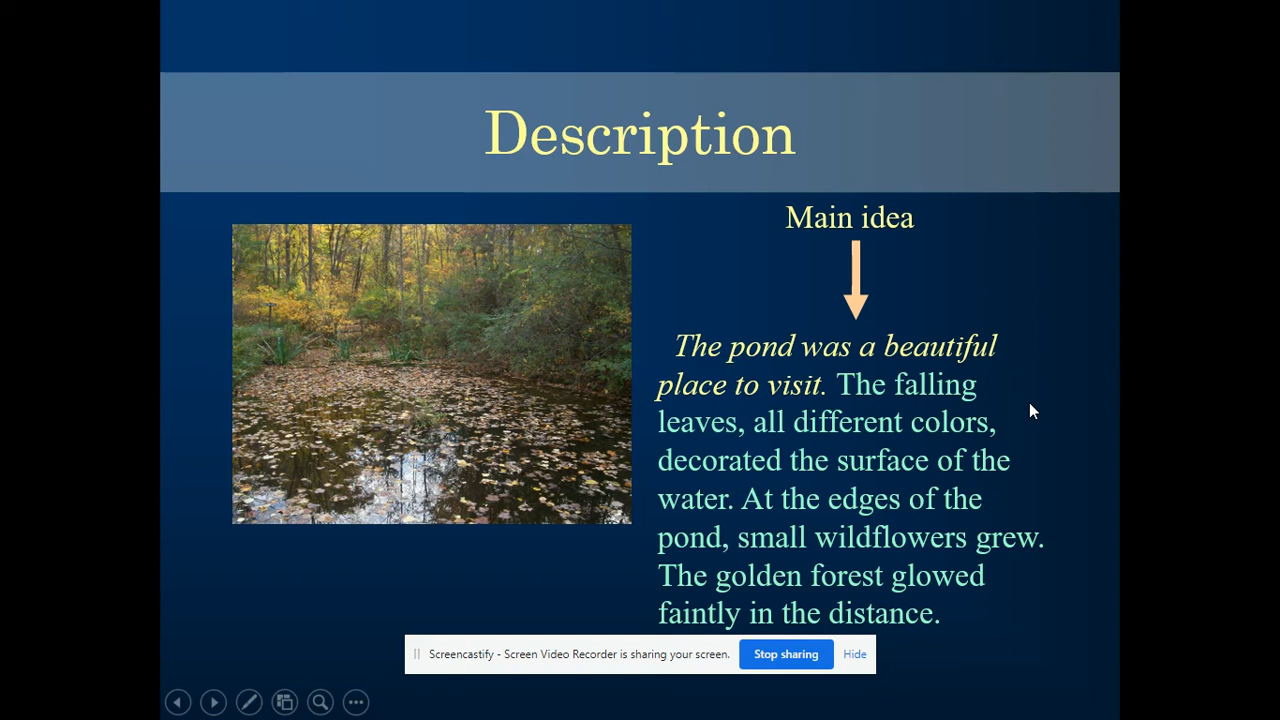 Description
Main idea
The pond was a beautiful
place to visit. The falling
leaves, all different colors,
decorated the surface of the
water. At the edges of the
pond, small wildflowers grew.
The golden forest glowed
faintly in the distance.
Screencastify - Screen Video Recorder is sharing your screen. Stop sharing Hide